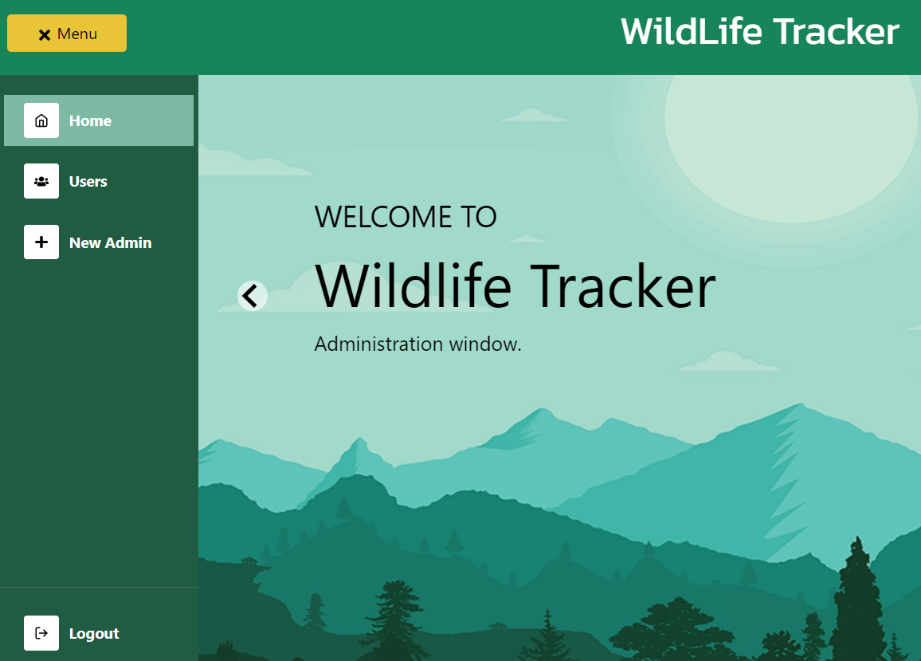 Menu
WildLife Tracker
Home
Users
New Admin
WELCOME TO
Wildlife Tracker
Administration window.
Logout